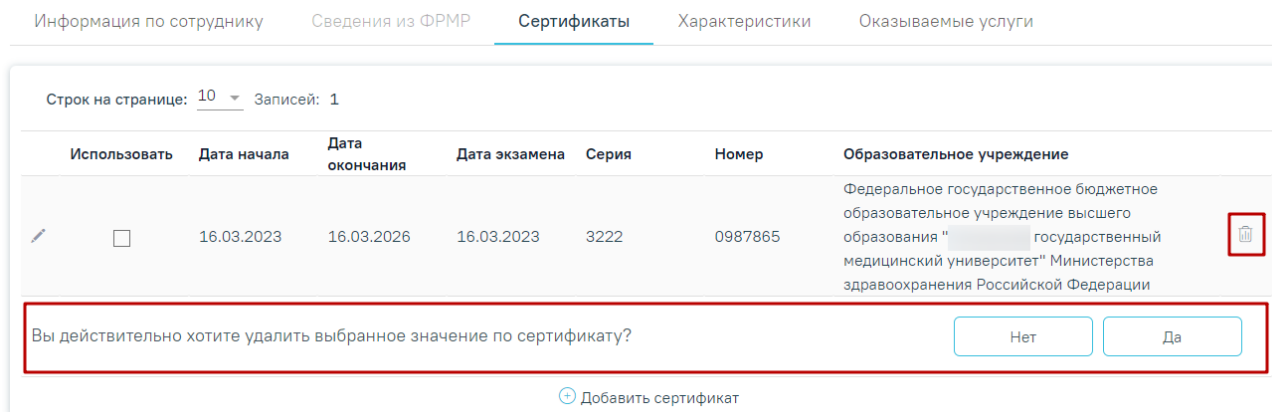 Информация по сотруднику Сведения из ФРМР Сертификаты Характеристики Оказываемые услуги
Строк на странице: 10 Записей: 1
Использовать Дата начала Дата окончания Дата экзамена Серия Номер Образовательное учреждение
16.03.2023 16.03.2026 16.03.2023 3222 0987865
Федеральное государственное бюджетное
образовательное учреждение высшего
образования " государственный
медицинский университет" Министерства
здравоохранения Российской Федерации
Вы действительно хотите удалить выбранное значение по сертификату? Нет Да
Добавить сертификат